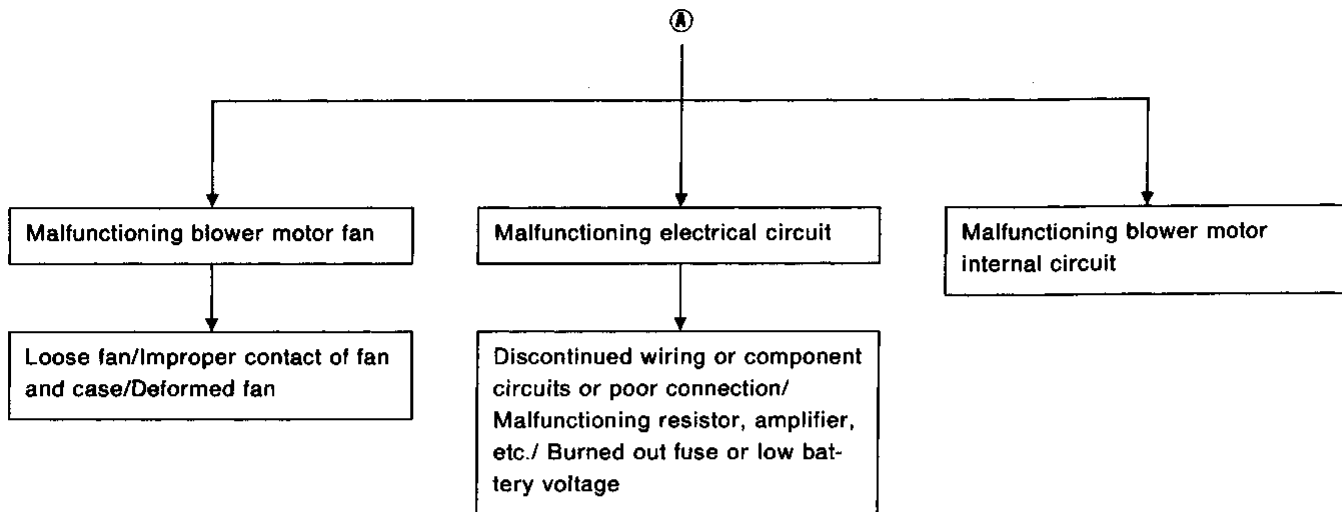 Ⓐ
Malfunctioning blower motor fan
Malfunctioning electrical circuit
Malfunctioning blower motor
internal circuit
Loose fan/Improper contact of fan
and case/Deformed fan
Discontinued wiring or component
circuits or poor connection/
Malfunctioning resistor, amplifier,
etc./ Burned out fuse or low bat-
tery voltage